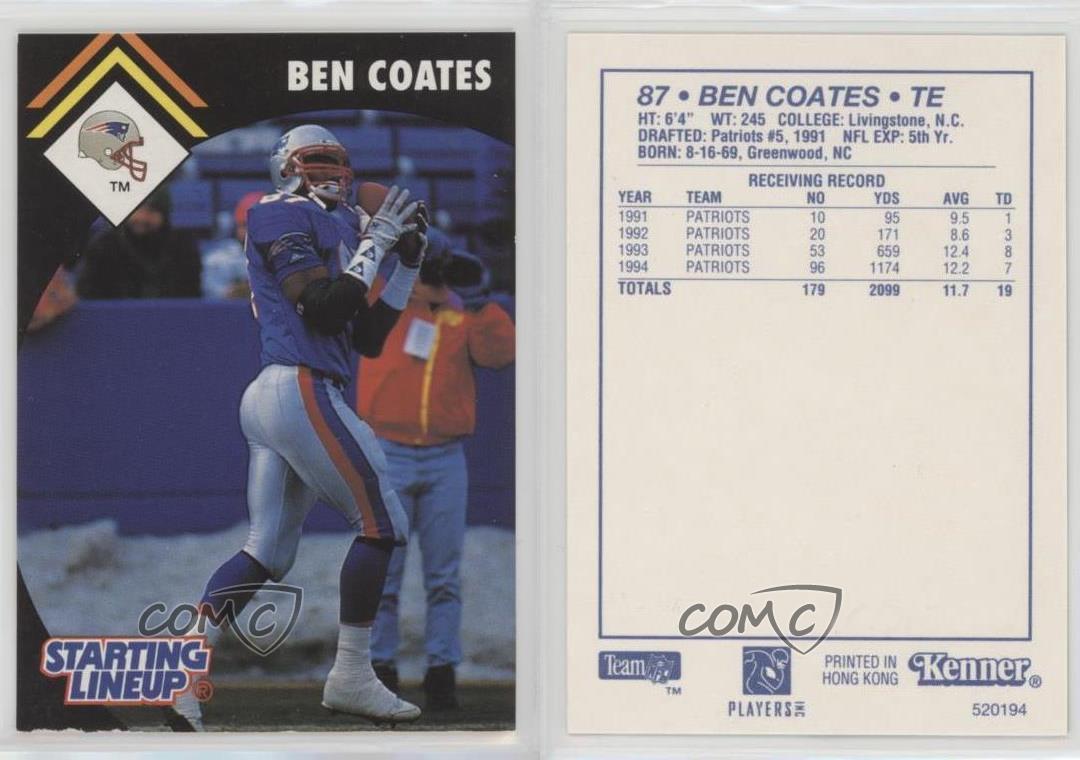 BEN COATES
TM
87
COMC
STARTING
LINEUP®
87 • BEN COATES • TE
HT: 6'4" WT: 245 COLLEGE: Livingstone, N.C.
DRAFTED: Patriots #5, 1991 NFL EXP: 5th Yr.
BORN: 8-16-69, Greenwood, NC
RECEIVING RECORD
YEAR TEAM NO YDS AVG TD
1991 PATRIOTS 10 95 9.5 1
1992 PATRIOTS 20 171 8.6 3
1993 PATRIOTS 53 659 12.4 8
1994 PATRIOTS 96 1174 12.2 7
TOTALS 179 2099 11.7 19
COMC
Team NFL
TM
PLAYERS INC
PRINTED IN
HONG KONG
Kenner®
520194